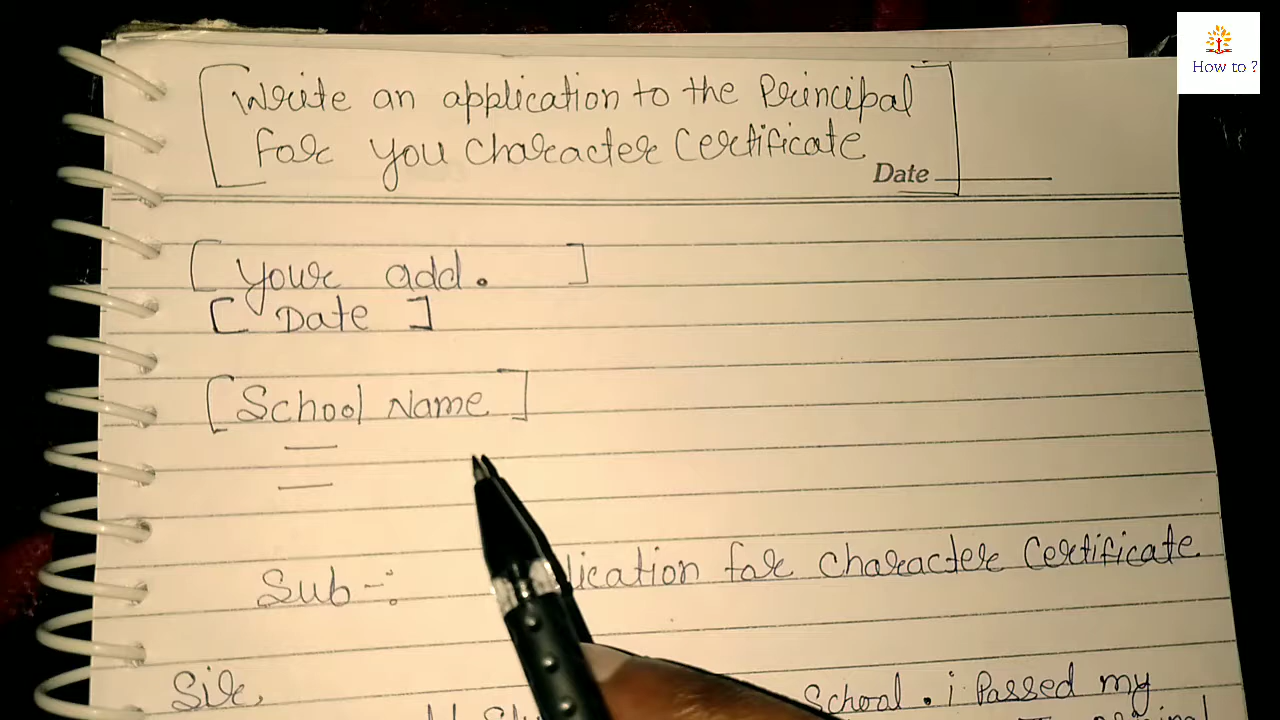 How to ?
[Write an application to the Principal
for you character certificate]
Date
[Your add. ]
[Date ]
[School Name]
Sub-: lication for character certificate
Sir,
School. i Passed my